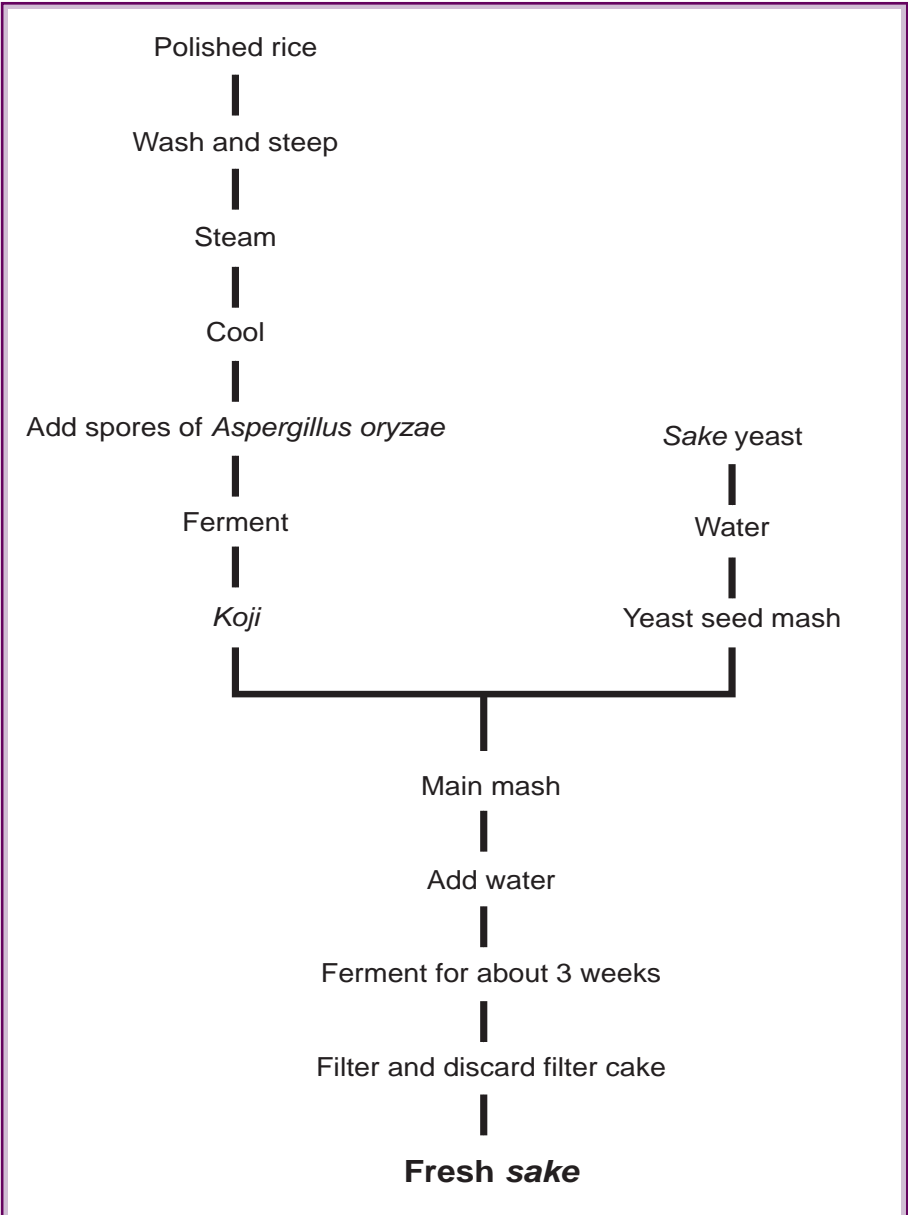 Polished rice
Wash and steep
Steam
Cool
Add spores of Aspergillus oryzae
Ferment
Koji
Sake yeast
Water
Yeast seed mash
Main mash
Add water
Ferment for about 3 weeks
Filter and discard filter cake
Fresh sake